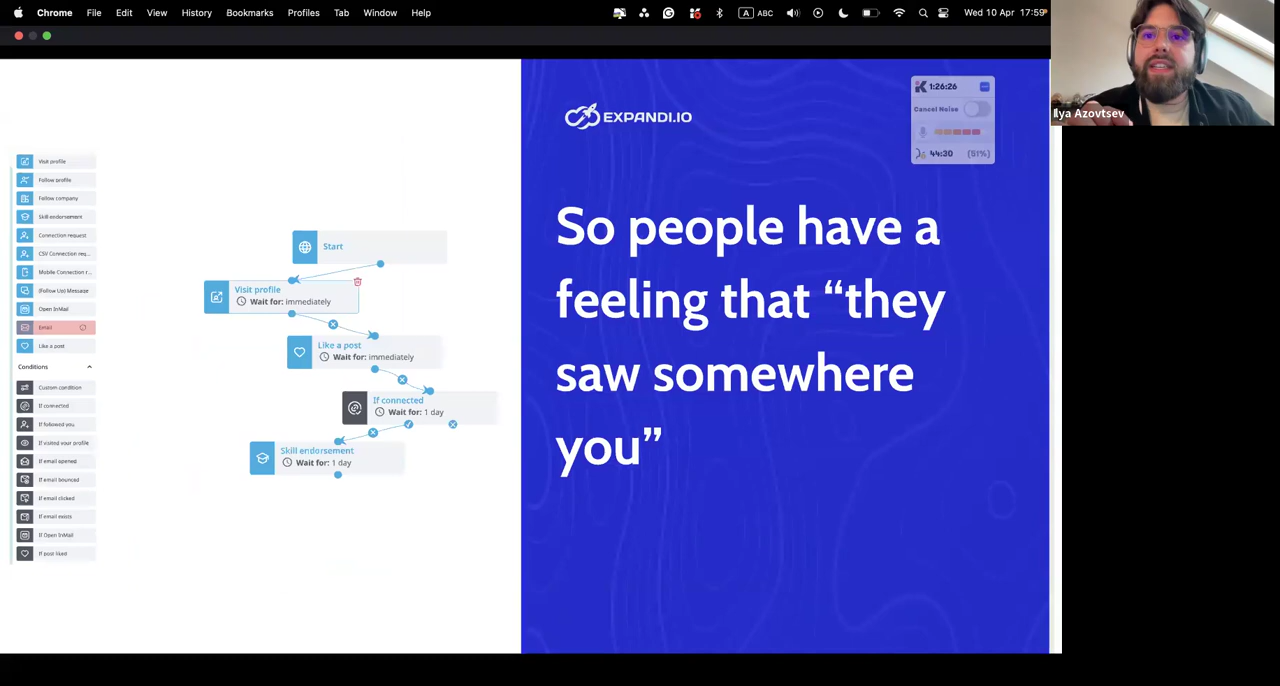 Chrome File Edit View History Bookmarks Profiles Tab Window Help
A ABC Wed 10 Apr 17:59
EXPANDI.IO
1:26:26
Cancel Noise
44:30 (51%)
Ilya Azovtsev
Visit profile
Follow profile
Follow company
Skill endorsement
Connection request
CSV Connection req...
Mobile Connection r...
(Follow Up) Message
Open InMail
Email
Like a post
Conditions
Custom condition
If connected
If followed you
If visited your profile
If email opened
If email bounced
If email clicked
If email exists
If Open InMail
If post liked
Start
Visit profile
Wait for: immediately
Like a post
Wait for: immediately
If connected
Wait for: 1 day
Skill endorsement
Wait for: 1 day
So people have a
feeling that “they
saw somewhere
you”